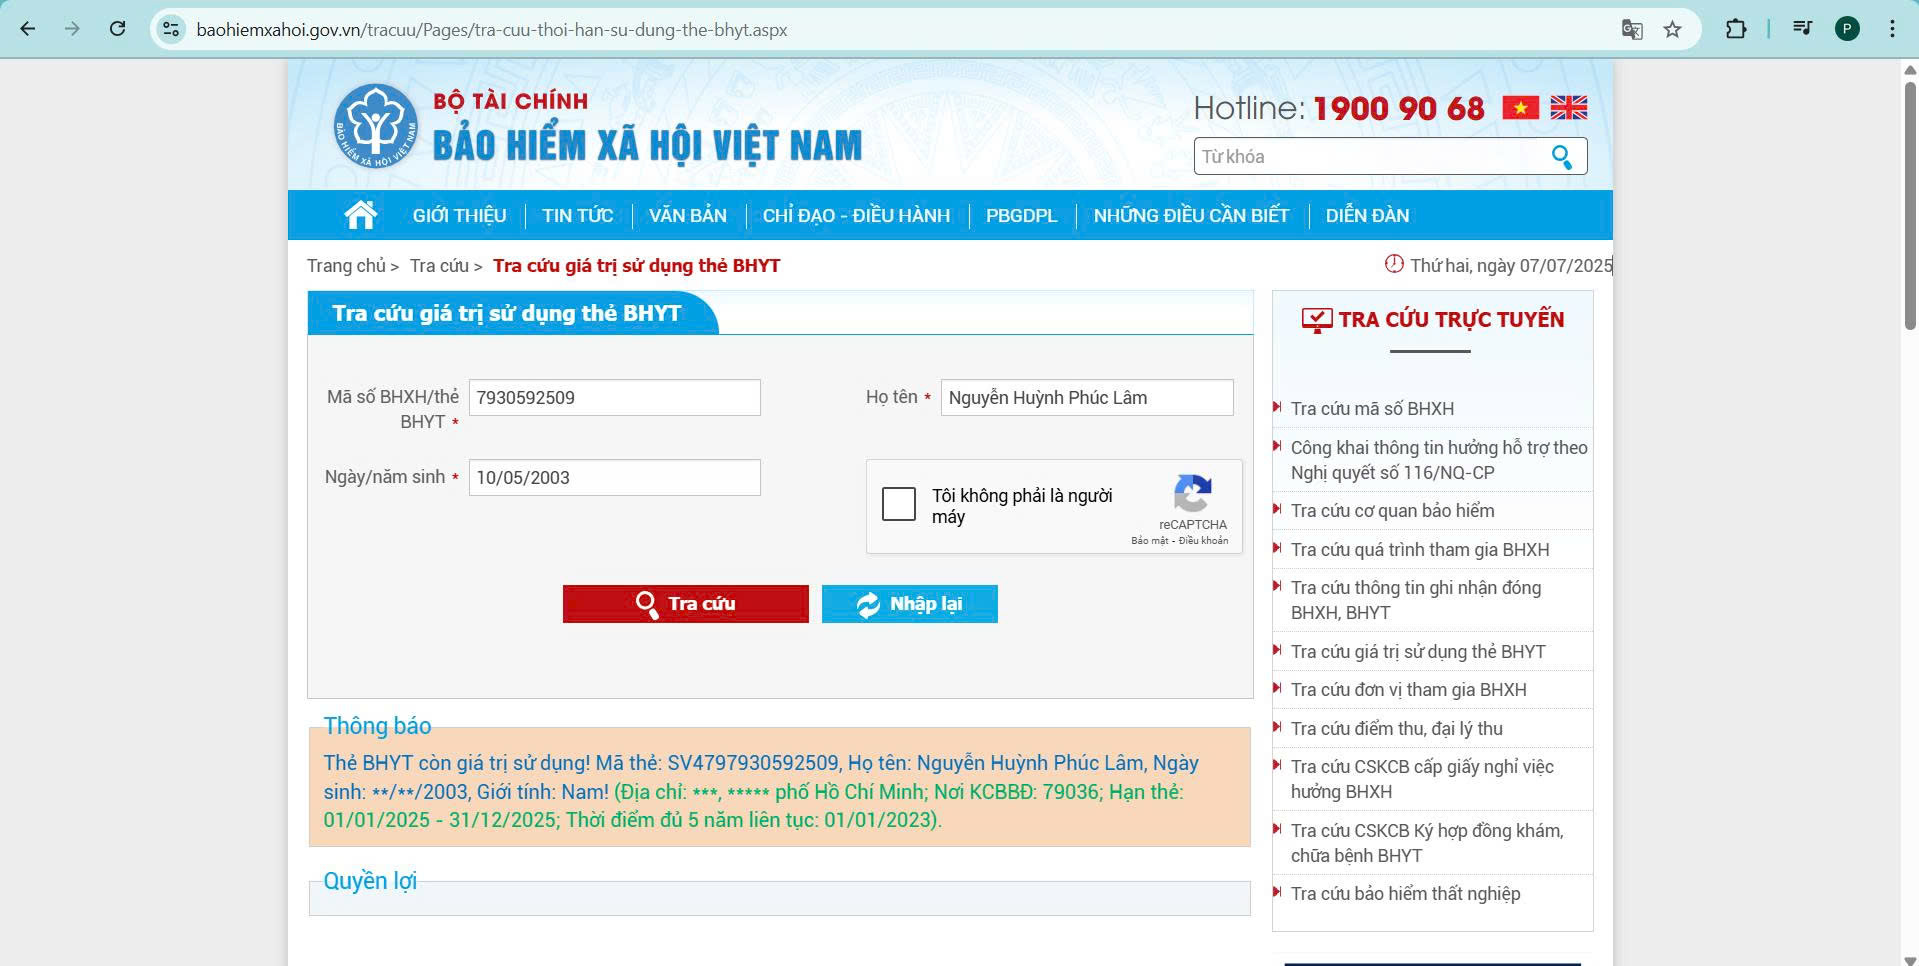 baohiemxahoi.gov.vn/tracuu/Pages/tra-cuu-thoi-han-su-dung-the-bhyt.aspx
P
BỘ TÀI CHÍNH
BẢO HIỂM XÃ HỘI VIỆT NAM
BẢO HIỂM XÃ HỘI VIỆT NAM
Hotline: 1900 90 68
Từ khóa
GIỚI THIỆU
TIN TỨC
VĂN BẢN
CHỈ ĐẠO - ĐIỀU HÀNH
PBGDPL
NHỮNG ĐIỀU CẦN BIẾT
DIỄN ĐÀN
Trang chủ > Tra cứu > Tra cứu giá trị sử dụng thẻ BHYT
Thứ hai, ngày 07/07/2025
Tra cứu giá trị sử dụng thẻ BHYT
Mã số BHXH/thẻ
BHYT *
7930592509
Họ tên *
Nguyễn Huỳnh Phúc Lâm
Ngày/năm sinh *
10/05/2003
Tôi không phải là người
máy
reCAPTCHA
Bảo mật - Điều khoản
Tra cứu
Nhập lại
Thông báo
Thẻ BHYT còn giá trị sử dụng! Mã thẻ: SV4797930592509, Họ tên: Nguyễn Huỳnh Phúc Lâm, Ngày
sinh: **/**/2003, Giới tính: Nam! (Địa chỉ: ***, ***** phố Hồ Chí Minh; Nơi KCBBĐ: 79036; Hạn thẻ:
01/01/2025 - 31/12/2025; Thời điểm đủ 5 năm liên tục: 01/01/2023).
Quyền lợi
TRA CỨU TRỰC TUYẾN
Tra cứu mã số BHXH
Công khai thông tin hưởng hỗ trợ theo
Nghị quyết số 116/NQ-CP
Tra cứu cơ quan bảo hiểm
Tra cứu quá trình tham gia BHXH
Tra cứu thông tin ghi nhận đóng
BHXH, BHYT
Tra cứu giá trị sử dụng thẻ BHYT
Tra cứu đơn vị tham gia BHXH
Tra cứu điểm thu, đại lý thu
Tra cứu CSKCB cấp giấy nghỉ việc
hưởng BHXH
Tra cứu CSKCB Ký hợp đồng khám,
chữa bệnh BHYT
Tra cứu bảo hiểm thất nghiệp